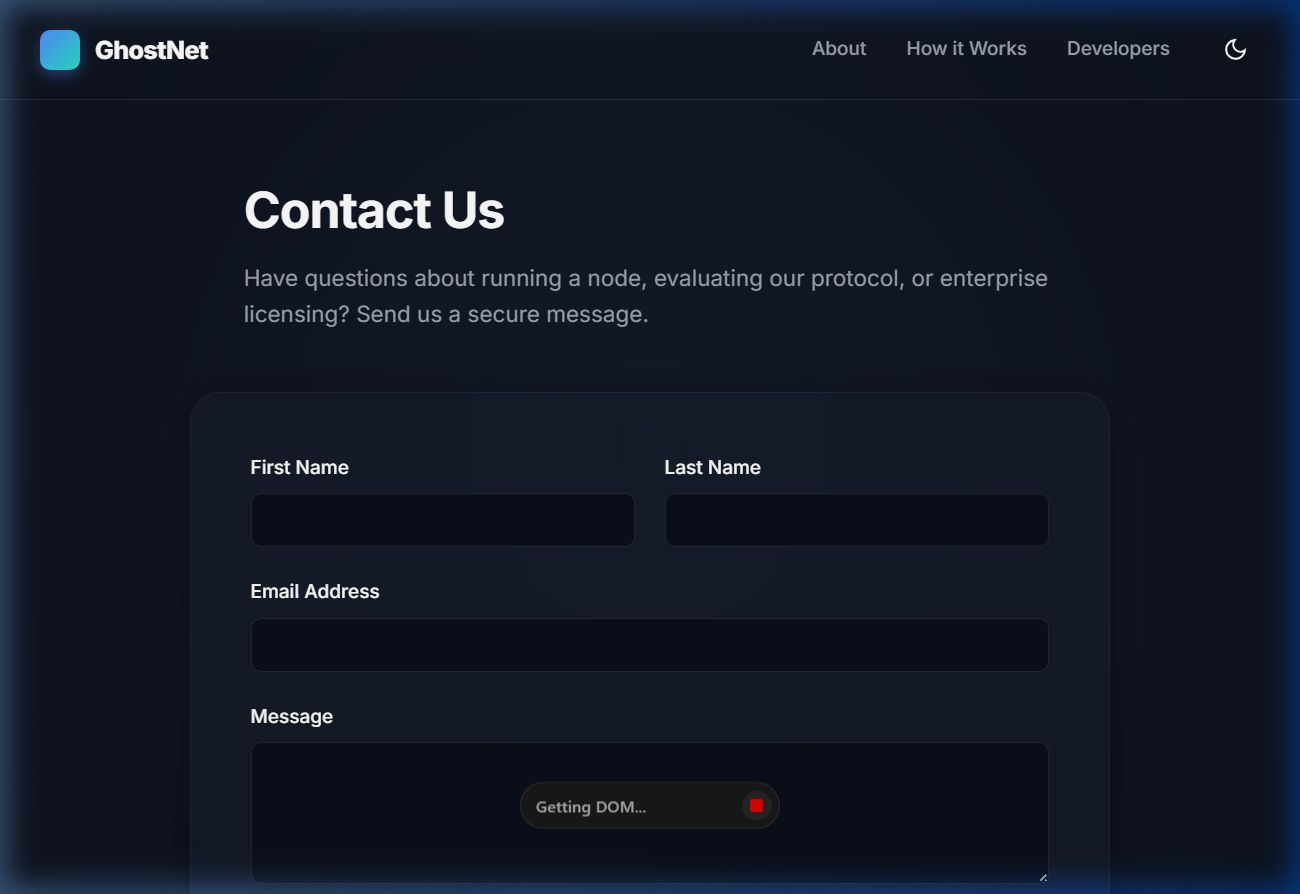 GhostNet
About
How it Works
Developers
Contact Us
Have questions about running a node, evaluating our protocol, or enterprise
licensing? Send us a secure message.
First Name
Last Name
Email Address
Message
Getting DOM...